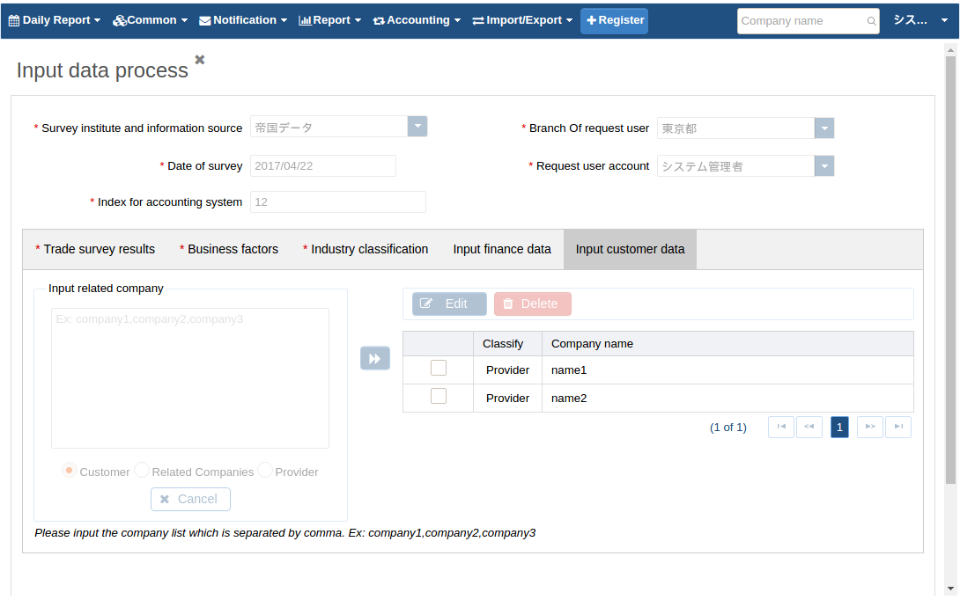 Daily Report Common Notification Report Accounting Import/Export Register Company name シス...
Input data process
* Survey institute and information source 帝国データ * Branch Of request user 東京都
* Date of survey 2017/04/22 * Request user account システム管理者
* Index for accounting system 12
* Trade survey results * Business factors * Industry classification Input finance data Input customer data
Input related company
Ex: company1,company2,company3
Edit Delete
Classify Company name
Provider name1
Provider name2
(1 of 1) 1
Customer Related Companies Provider
Cancel
Please input the company list which is separated by comma. Ex: company1,company2,company3